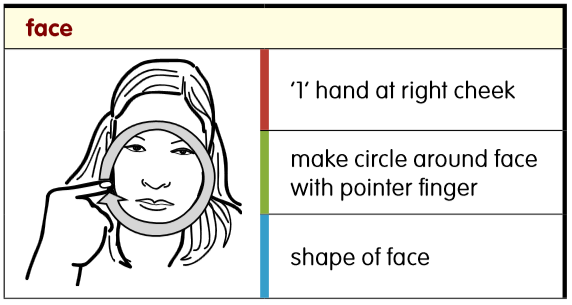 face
'1' hand at right cheek
make circle around face
with pointer finger
shape of face